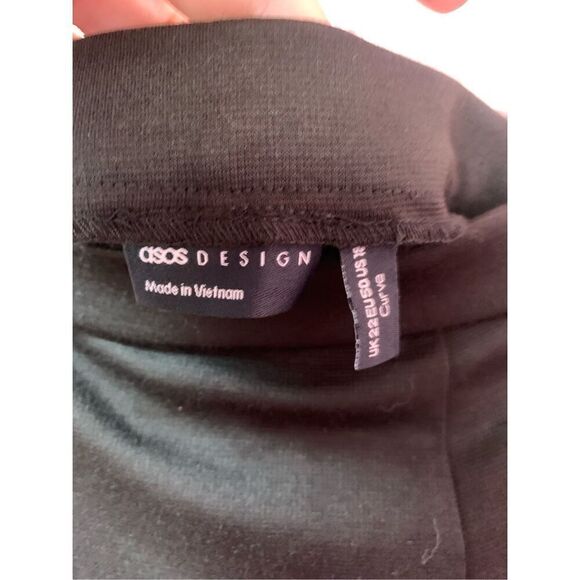 asos DESIGN
Made in Vietnam
UK 22 EU 50 US 18
Curve